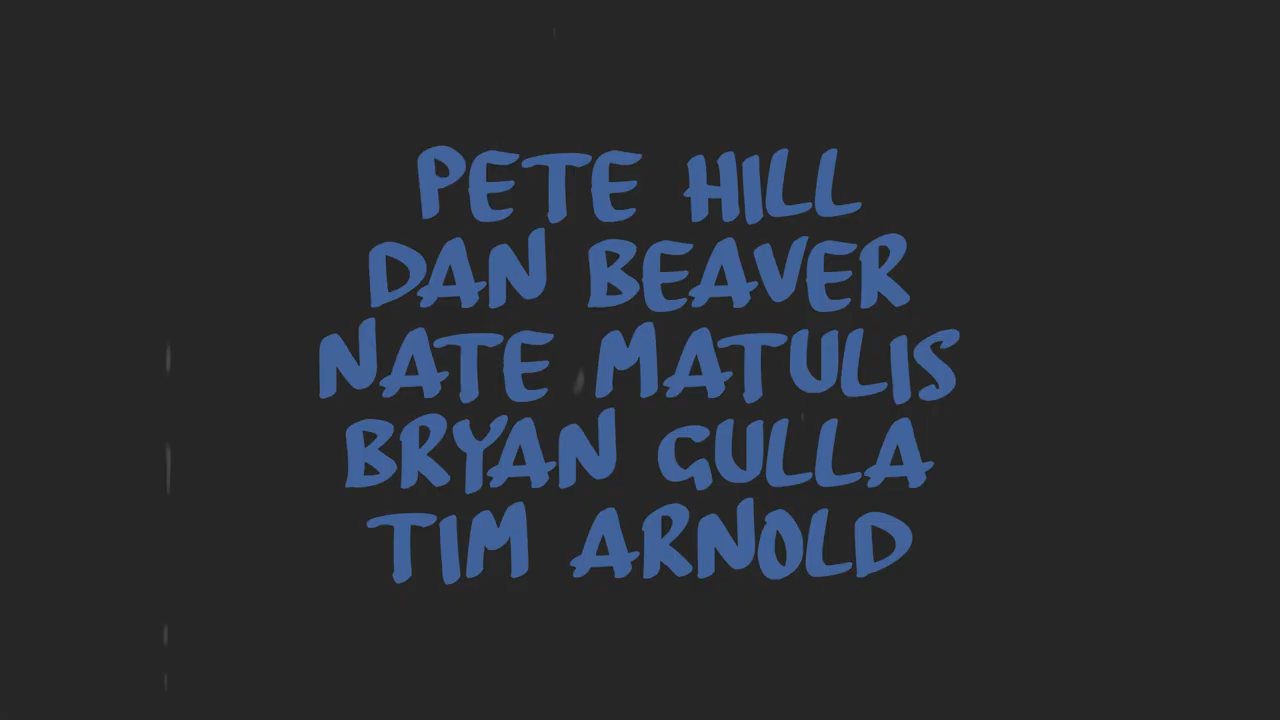 PETE HILL
DAN BEAVER
NATE MATULIS
BRYAN GULLA
TIM ARNOLD